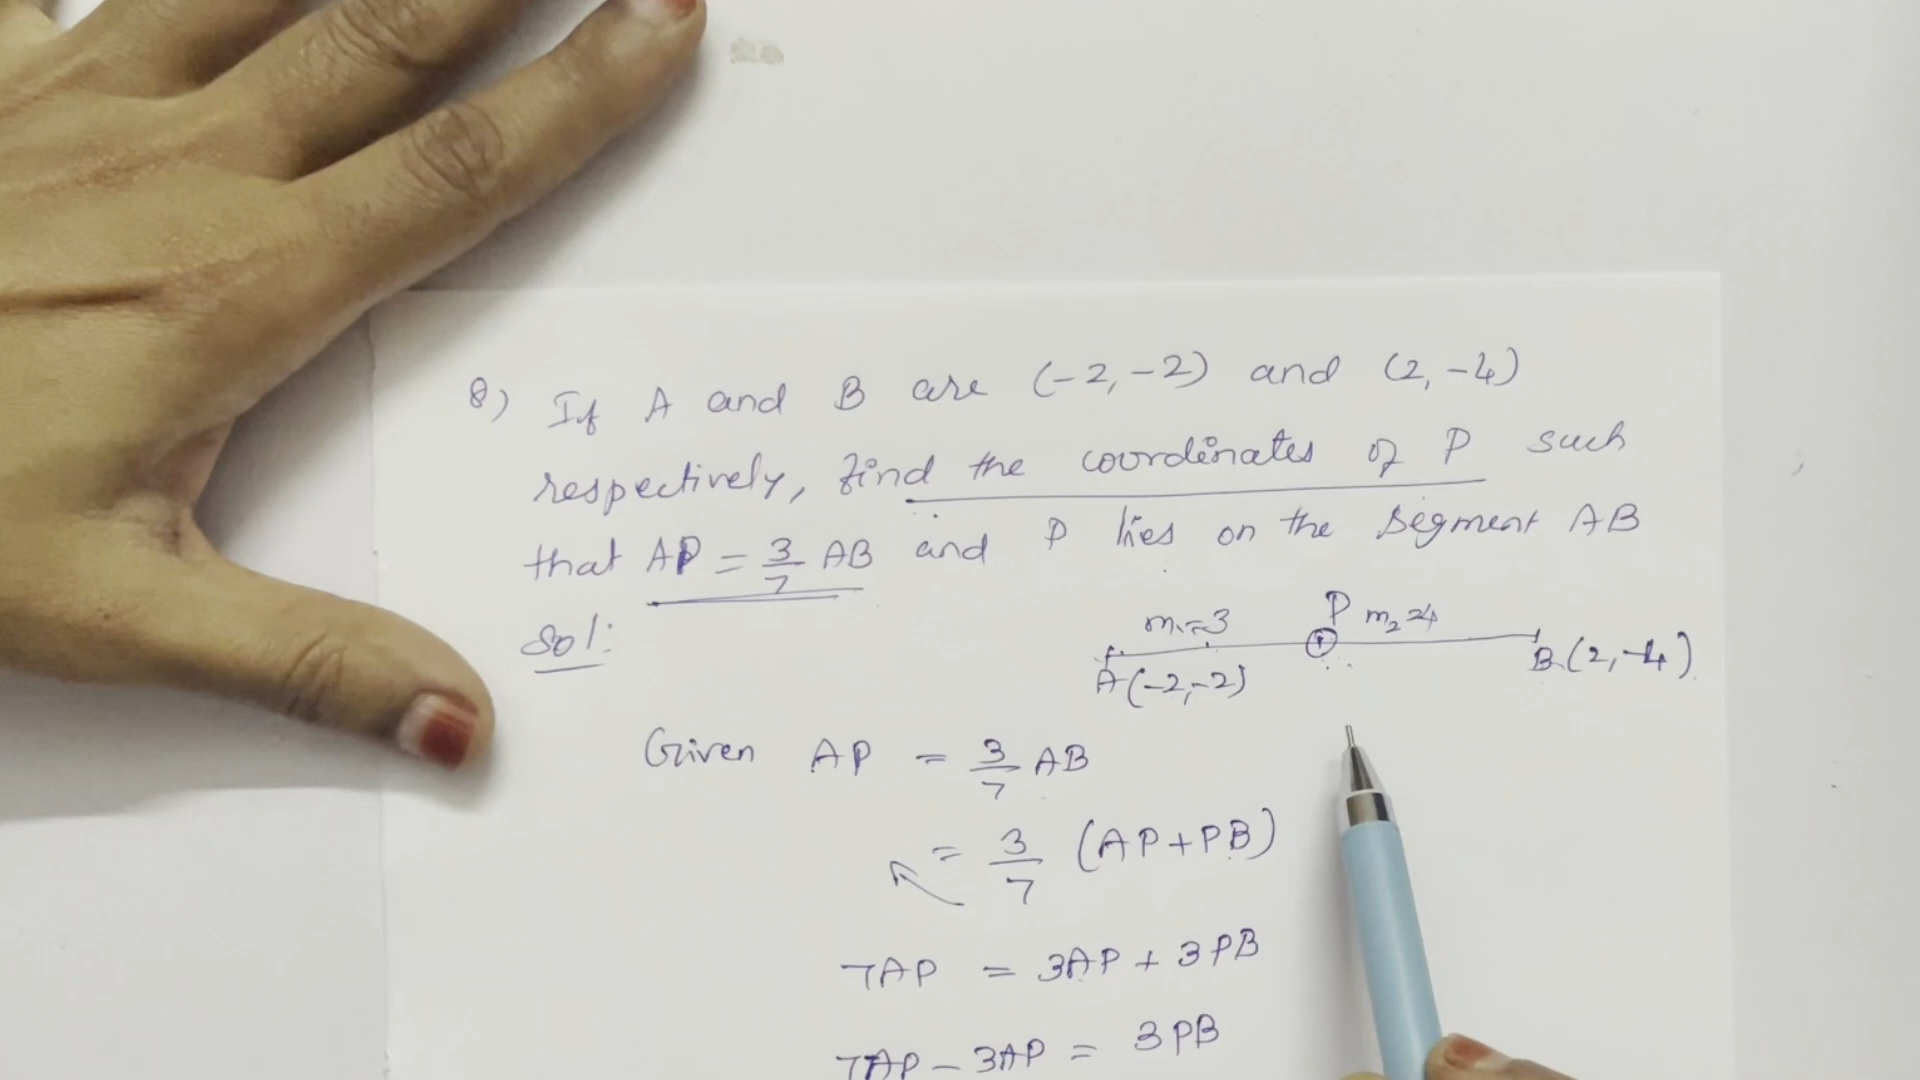 8) If A and B are (-2,-2) and (2,-4)
respectively, find the coordinates of P such
that AP = 3/7 AB and P lies on the segment AB
Sol:
m₁=3 P m₂=4
A(-2,-2) B(2,-4)
Given AP = 3/7 AB
= 3/7 (AP+PB)
7AP = 3AP + 3PB
7AP - 3AP = 3PB